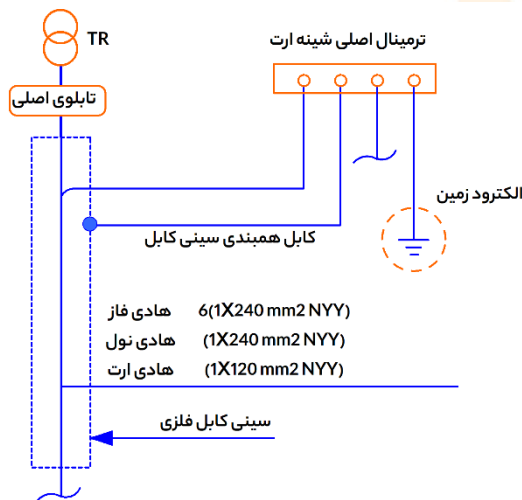 TR
ترمینال اصلی شینه ارت
تابلوی اصلی
الکترود زمین
کابل همبندی سینی کابل
هادی فاز 6(1X240 mm2 NYY)
هادی نول (1X240 mm2 NYY)
هادی ارت (1X120 mm2 NYY)
سینی کابل فلزی